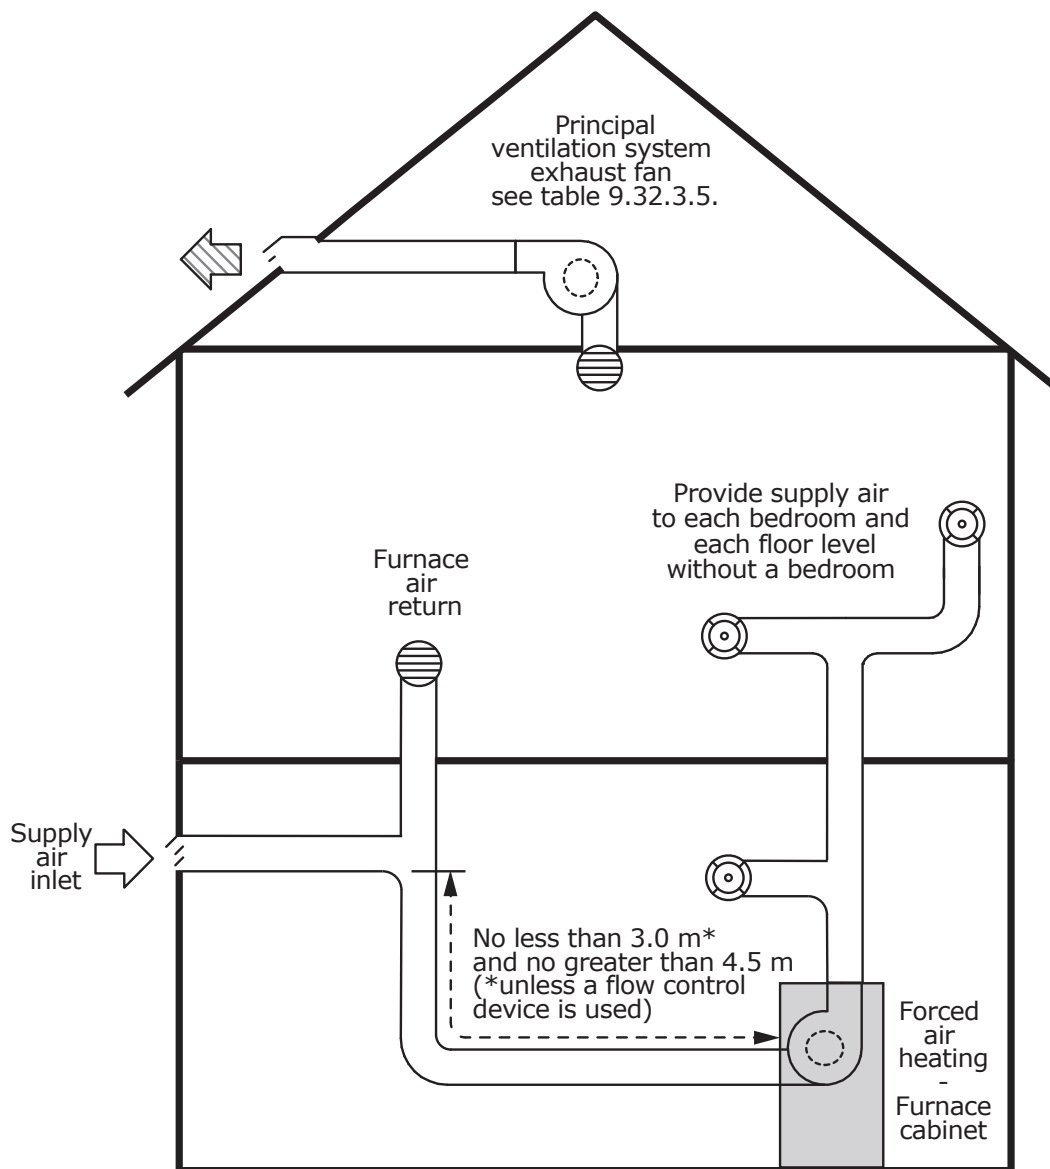 Principal
ventilation system
exhaust fan
see table 9.32.3.5.
Provide supply air
to each bedroom and
each floor level
without a bedroom
Furnace
air
return
Supply
air
inlet
No less than 3.0 m*
and no greater than 4.5 m
(*unless a flow control
device is used)
Forced
air
heating
-
Furnace
cabinet